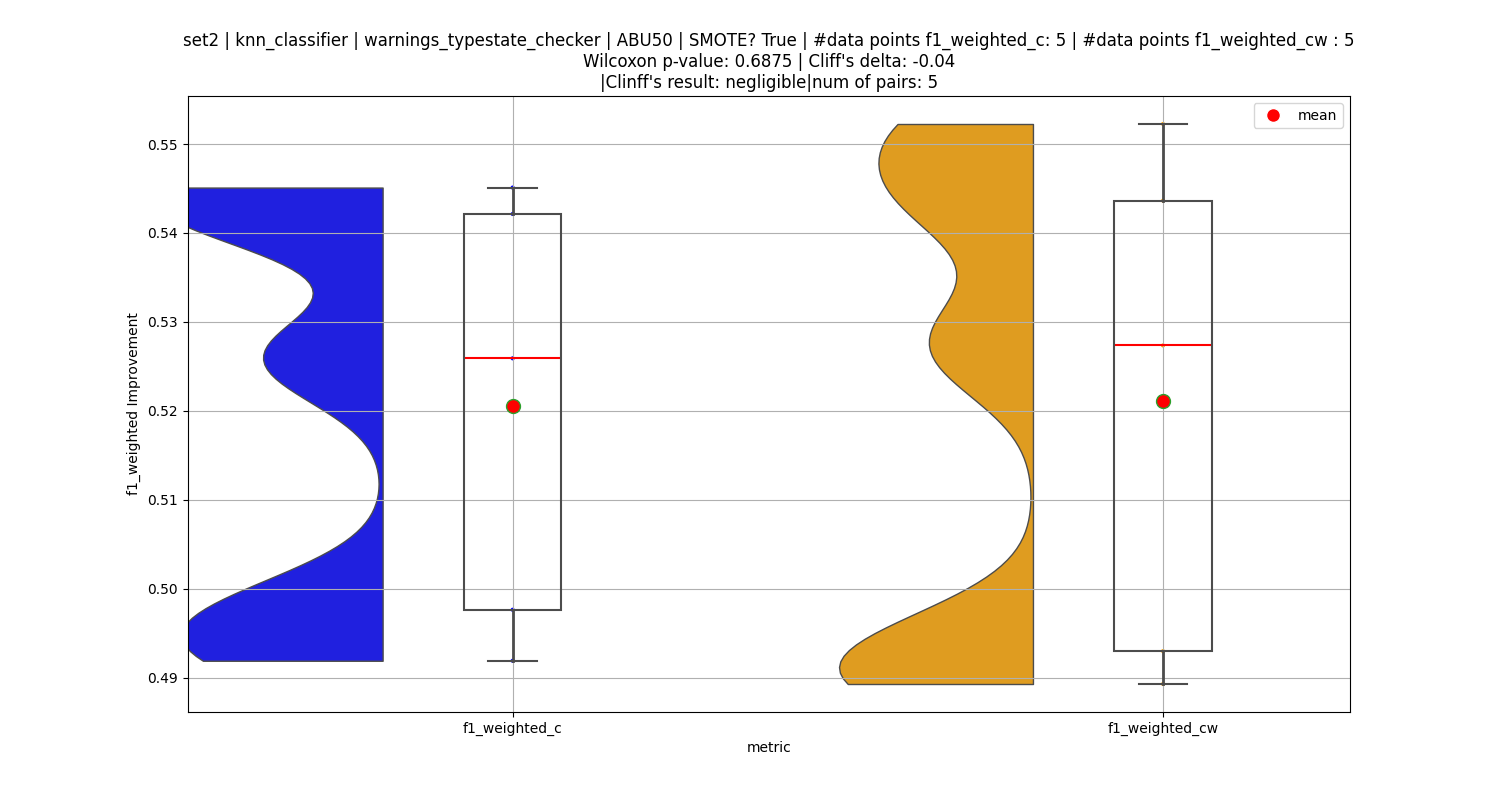 set2 | knn_classifier | warnings_typestate_checker | ABU50 | SMOTE? True | #data points f1_weighted_c: 5 | #data points f1_weighted_cw : 5
Wilcoxon p-value: 0.6875 | Cliff's delta: -0.04
|Clinff's result: negligible|num of pairs: 5
mean
0.55
0.54
0.53
0.52
0.51
0.50
0.49
f1_weighted Improvement
f1_weighted_c
f1_weighted_cw
metric